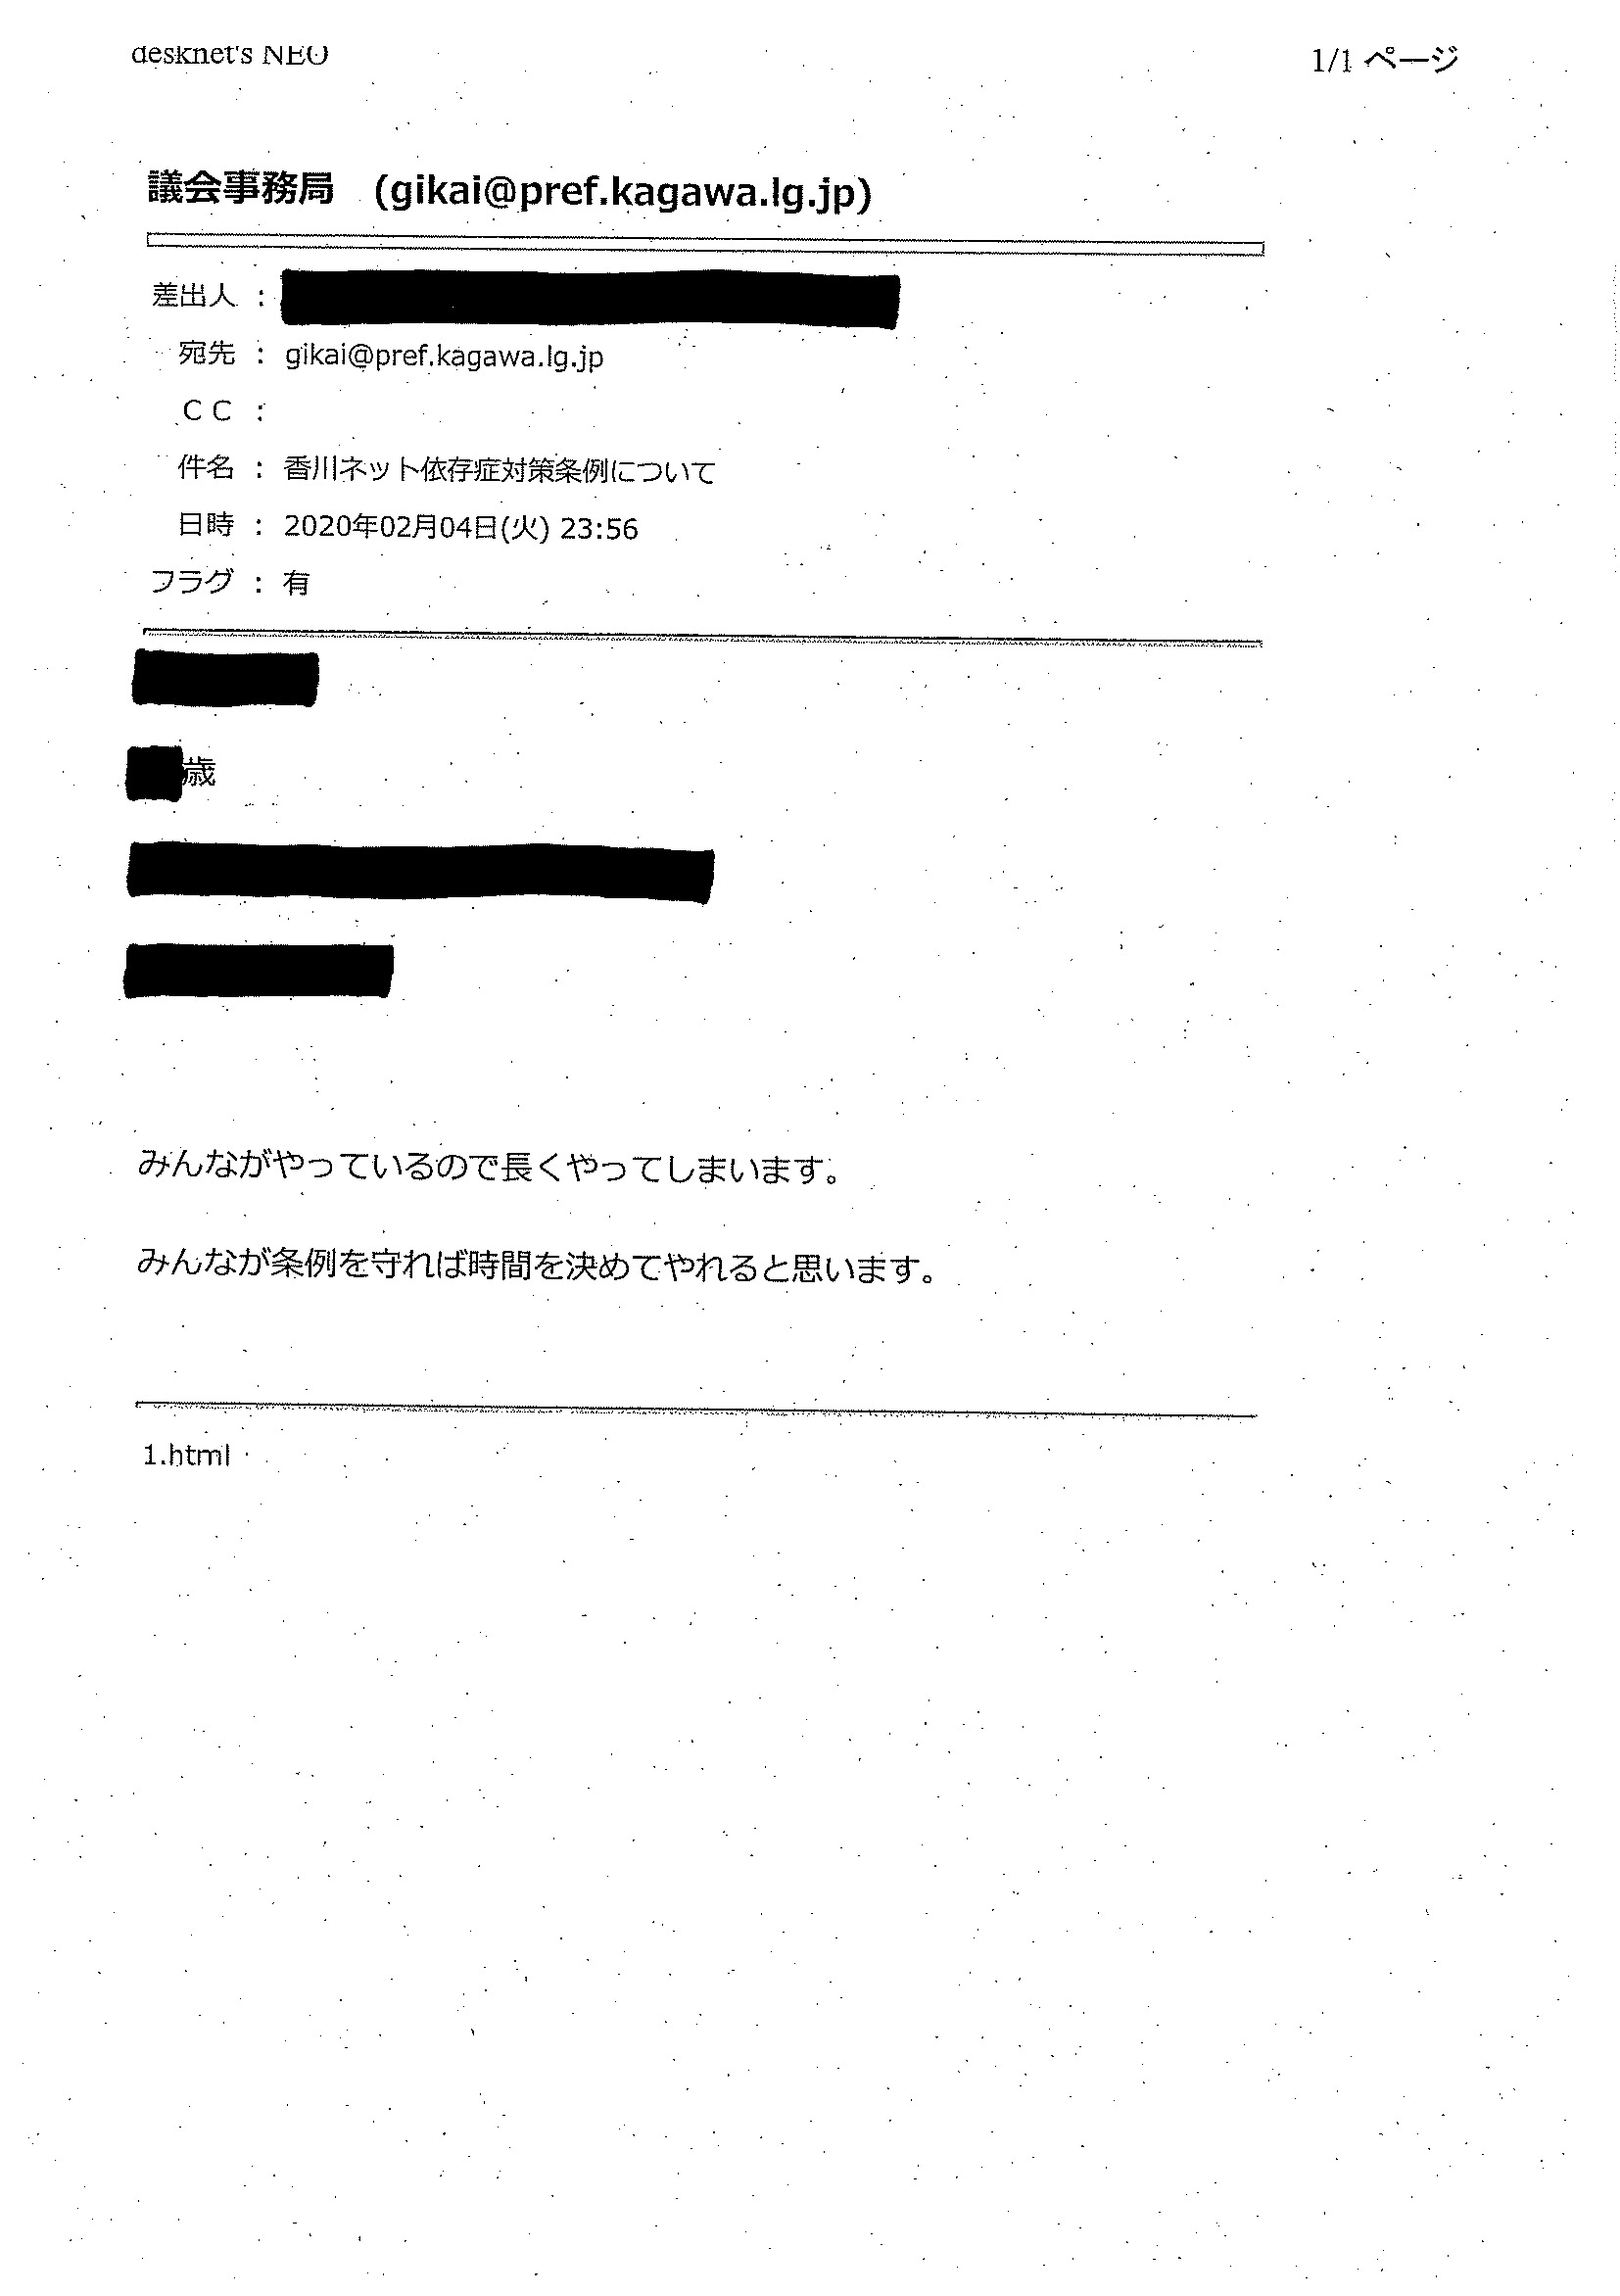 desknet's NEO
1/1 ページ
議会事務局 (gikai@pref.kagawa.lg.jp)
差出人 :
宛先 : gikai@pref.kagawa.lg.jp
ＣＣ :
件名 : 香川ネット依存症対策条例について
日時 : 2020年02月04日(火) 23:56
フラグ : 有
歳
みんながやっているので長くやってしまいます。
みんなが条例を守れば時間を決めてやれると思います。
1.html